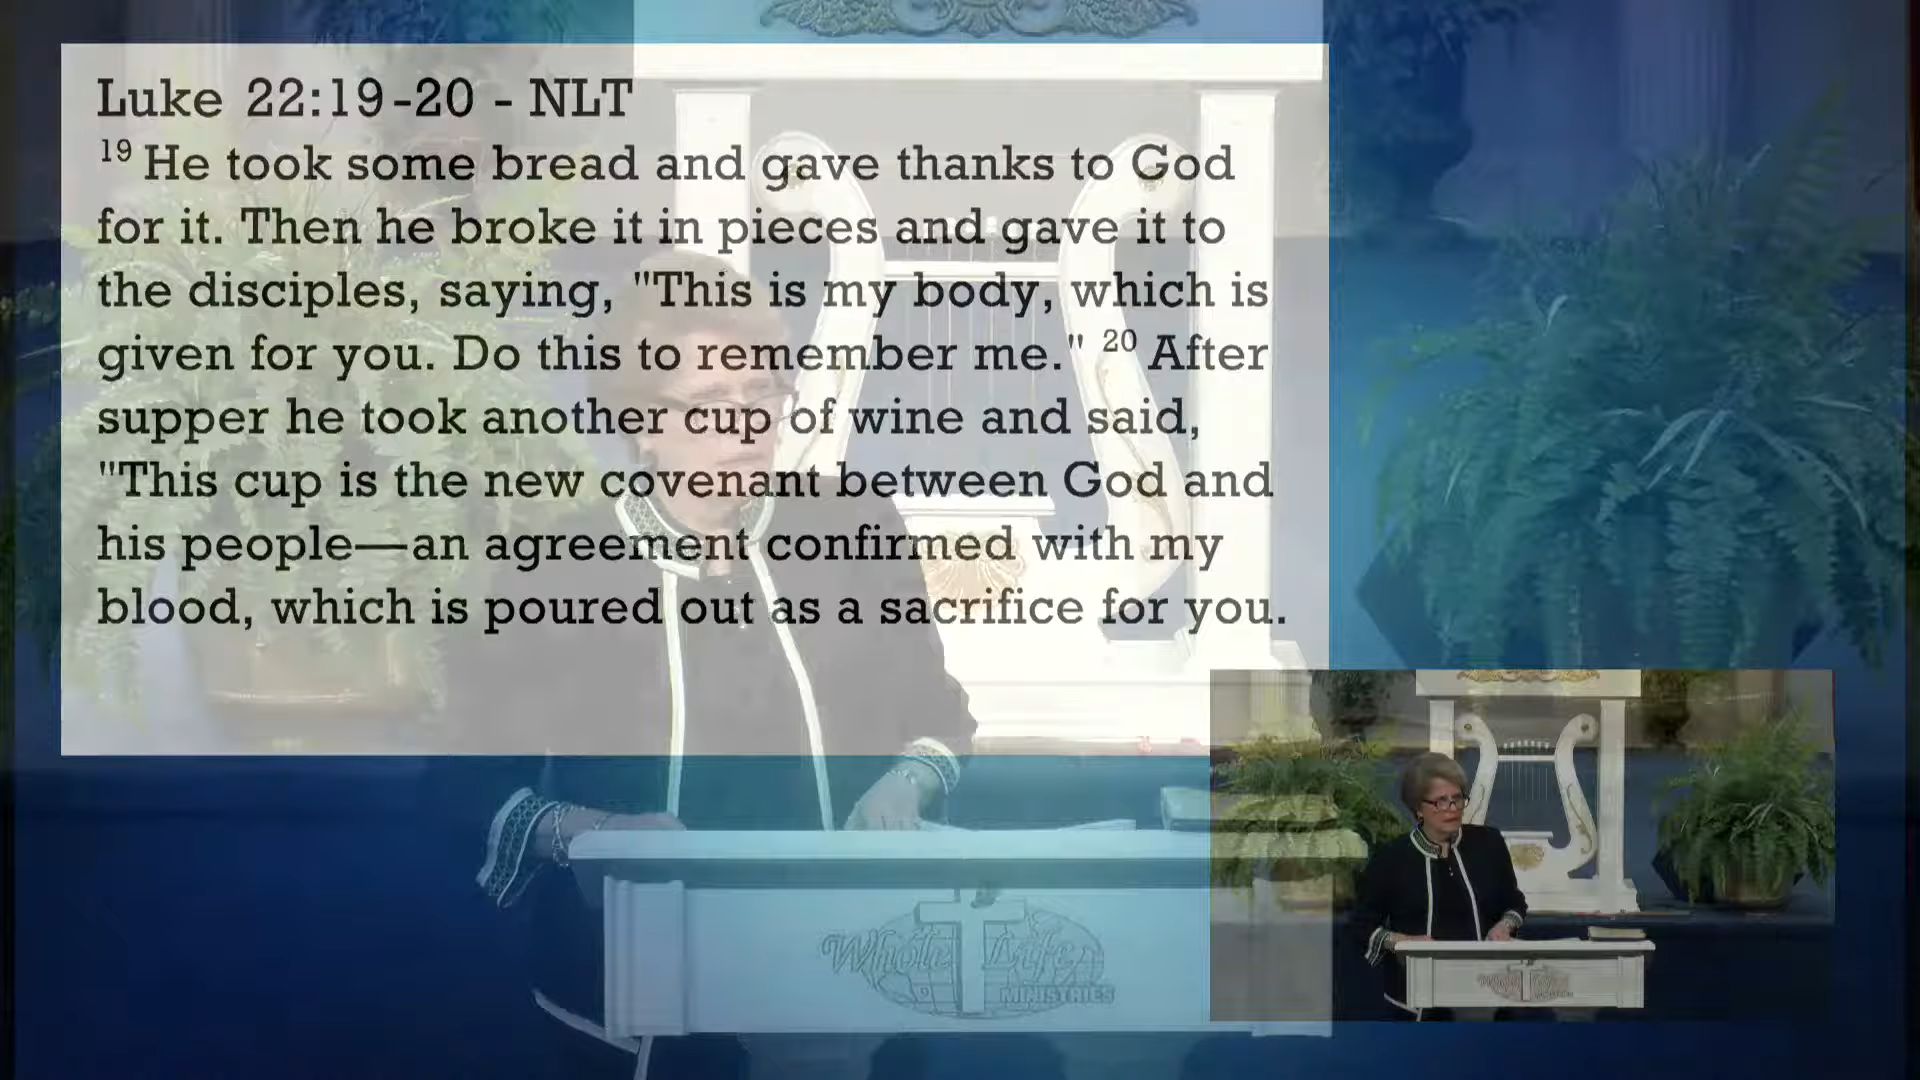 Luke 22:19-20 - NLT
19 He took some bread and gave thanks to God
for it. Then he broke it in pieces and gave it to
the disciples, saying, "This is my body, which is
given for you. Do this to remember me." 20 After
supper he took another cup of wine and said,
"This cup is the new covenant between God and
his people—an agreement confirmed with my
blood, which is poured out as a sacrifice for you.
Whole Life
MINISTRIES